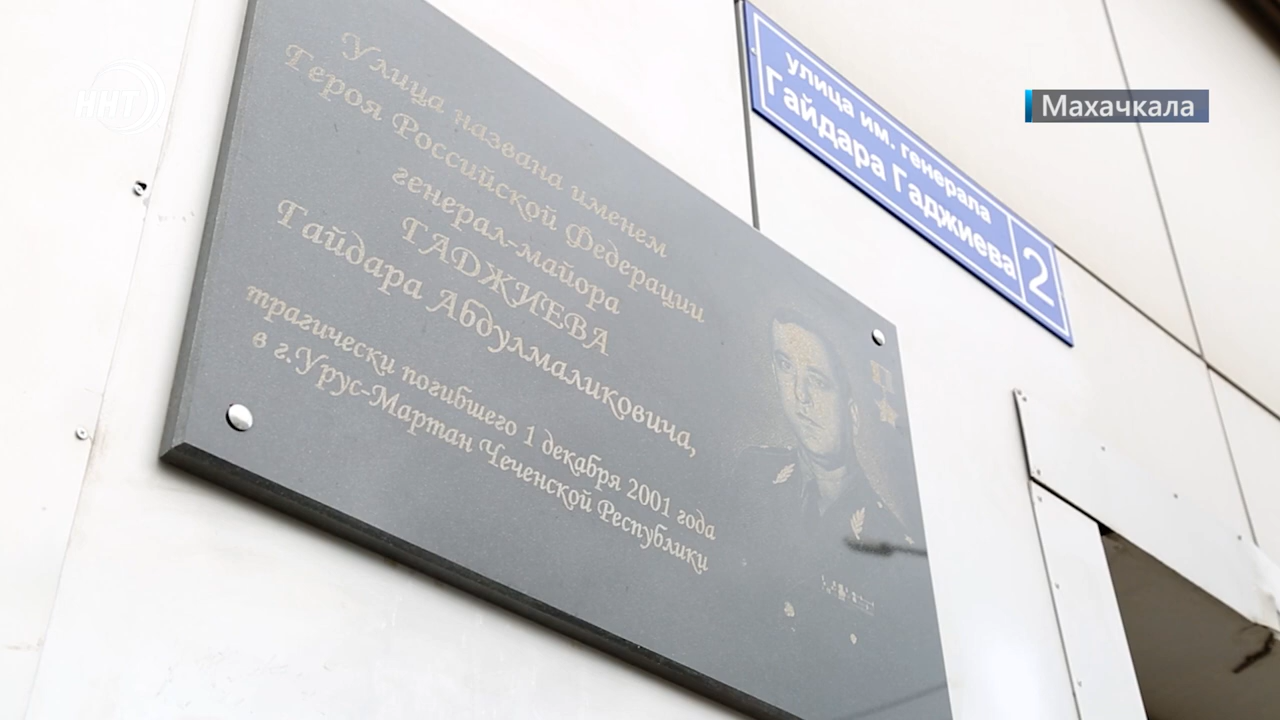 ННТ
Улица названа именем
Героя Российской Федерации
генерал-майора
ГАДЖИЕВА
Гайдара Абдулмаликовича,
трагически погибшего 1 декабря 2001 года
в г.Урус-Мартан Чеченской Республики
улица им. генерала
Гайдара Гаджиева
2
Махачкала